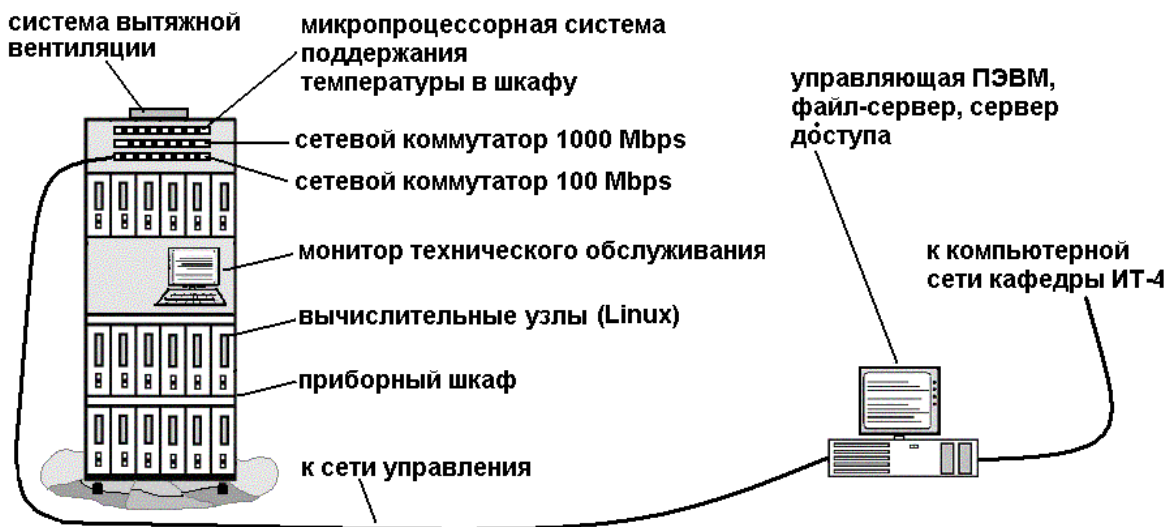 система вытяжной
вентиляции
микропроцессорная система
поддержания
температуры в шкафу
сетевой коммутатор 1000 Mbps
сетевой коммутатор 100 Mbps
монитор технического обслуживания
вычислительные узлы (Linux)
приборный шкаф
к сети управления
управляющая ПЭВМ,
файл-сервер, сервер
доступа
к компьютерной
сети кафедры ИТ-4